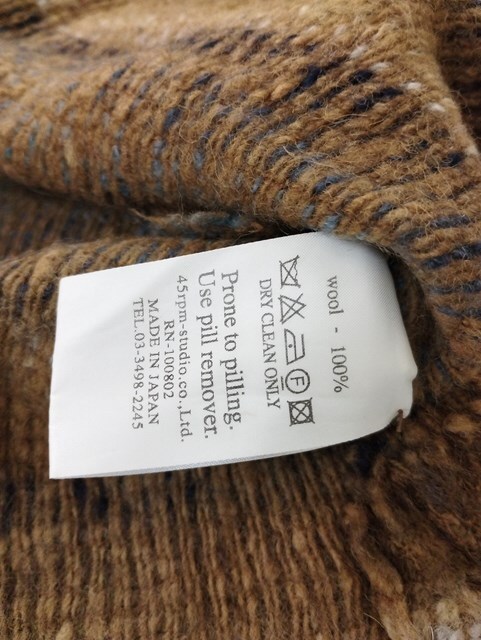 wool - 100%
F
DRY CLEAN ONLY
Prone to pilling.
Use pill remover.
45rpm-studio.co.,Ltd.
RN-100802
MADE IN JAPAN
TEL.03-3498-2245